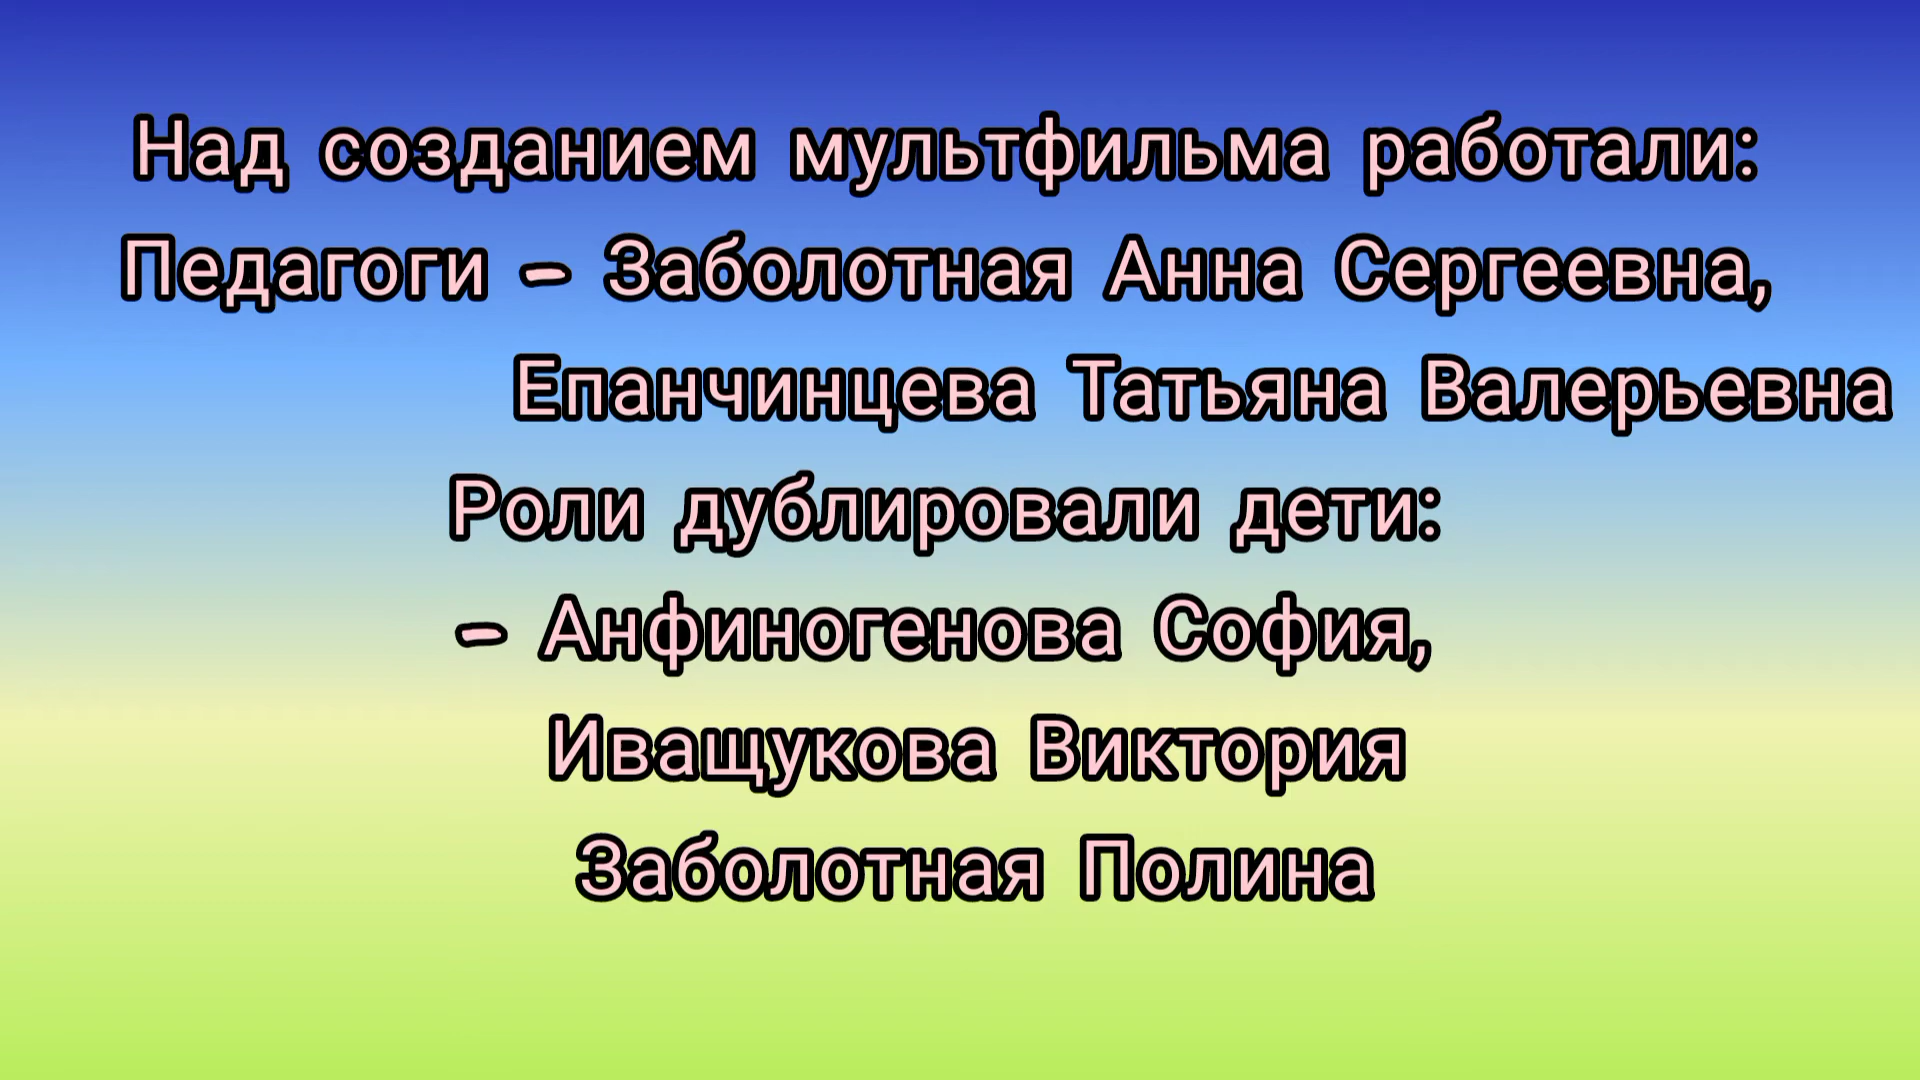 Над созданием мультфильма работали:
Педагоги - Заболотная Анна Сергеевна,
Епанчинцева Татьяна Валерьевна
Роли дублировали дети:
- Анфиногенова София,
Иващукова Виктория
Заболотная Полина